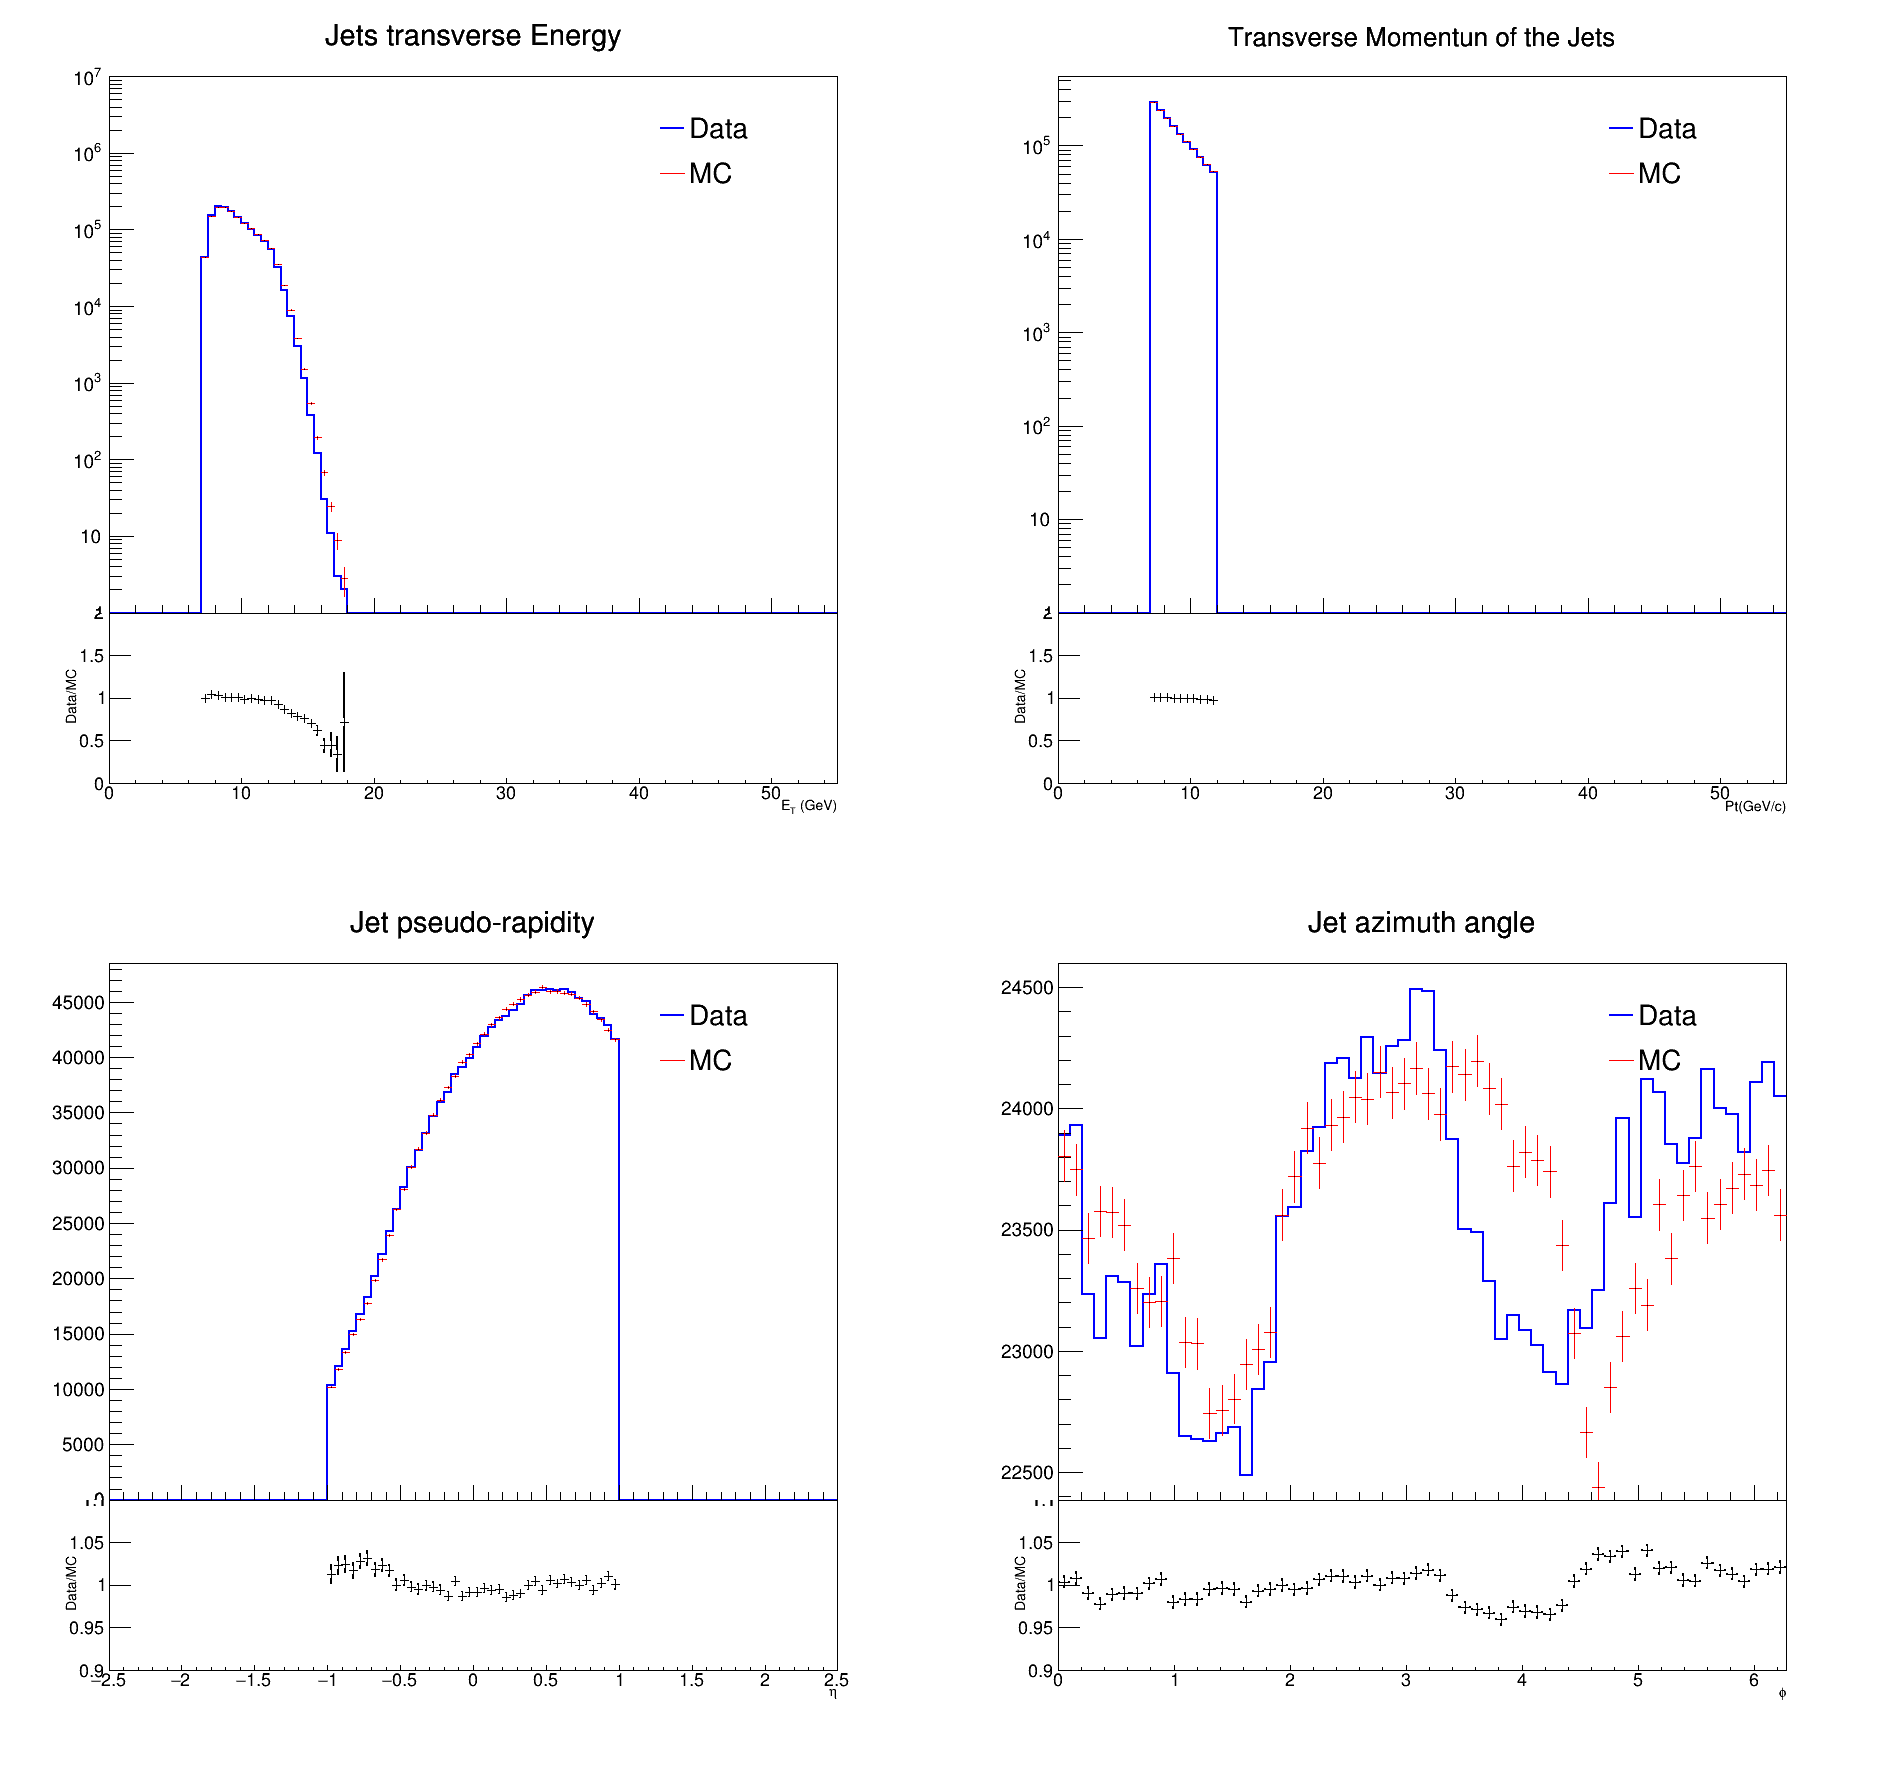 Jets transverse Energy
10^7
10^6
10^5
10^4
10^3
10^2
10
Data
MC
2
1.5
1
0.5
0
Data/MC
0 10 20 30 40 50
E_T (GeV)
Transverse Momentun of the Jets
10^5
10^4
10^3
10^2
10
Data
MC
2
1.5
1
0.5
0
Data/MC
0 10 20 30 40 50
Pt(GeV/c)
Jet pseudo-rapidity
45000
40000
35000
30000
25000
20000
15000
10000
5000
0
Data
MC
1.05
1
0.95
0.9
Data/MC
−2.5 −2 −1.5 −1 −0.5 0 0.5 1 1.5 2 2.5
η
Jet azimuth angle
24500
24000
23500
23000
22500
Data
MC
1.05
1
0.95
0.9
Data/MC
0 1 2 3 4 5 6
ϕ